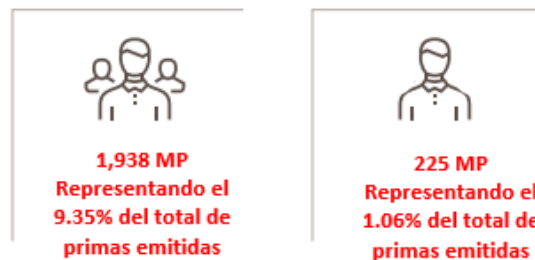 1,938 MP
Representando el
9.35% del total de
primas emitidas
225 MP
Representando el
1.06% del total de
primas emitidas